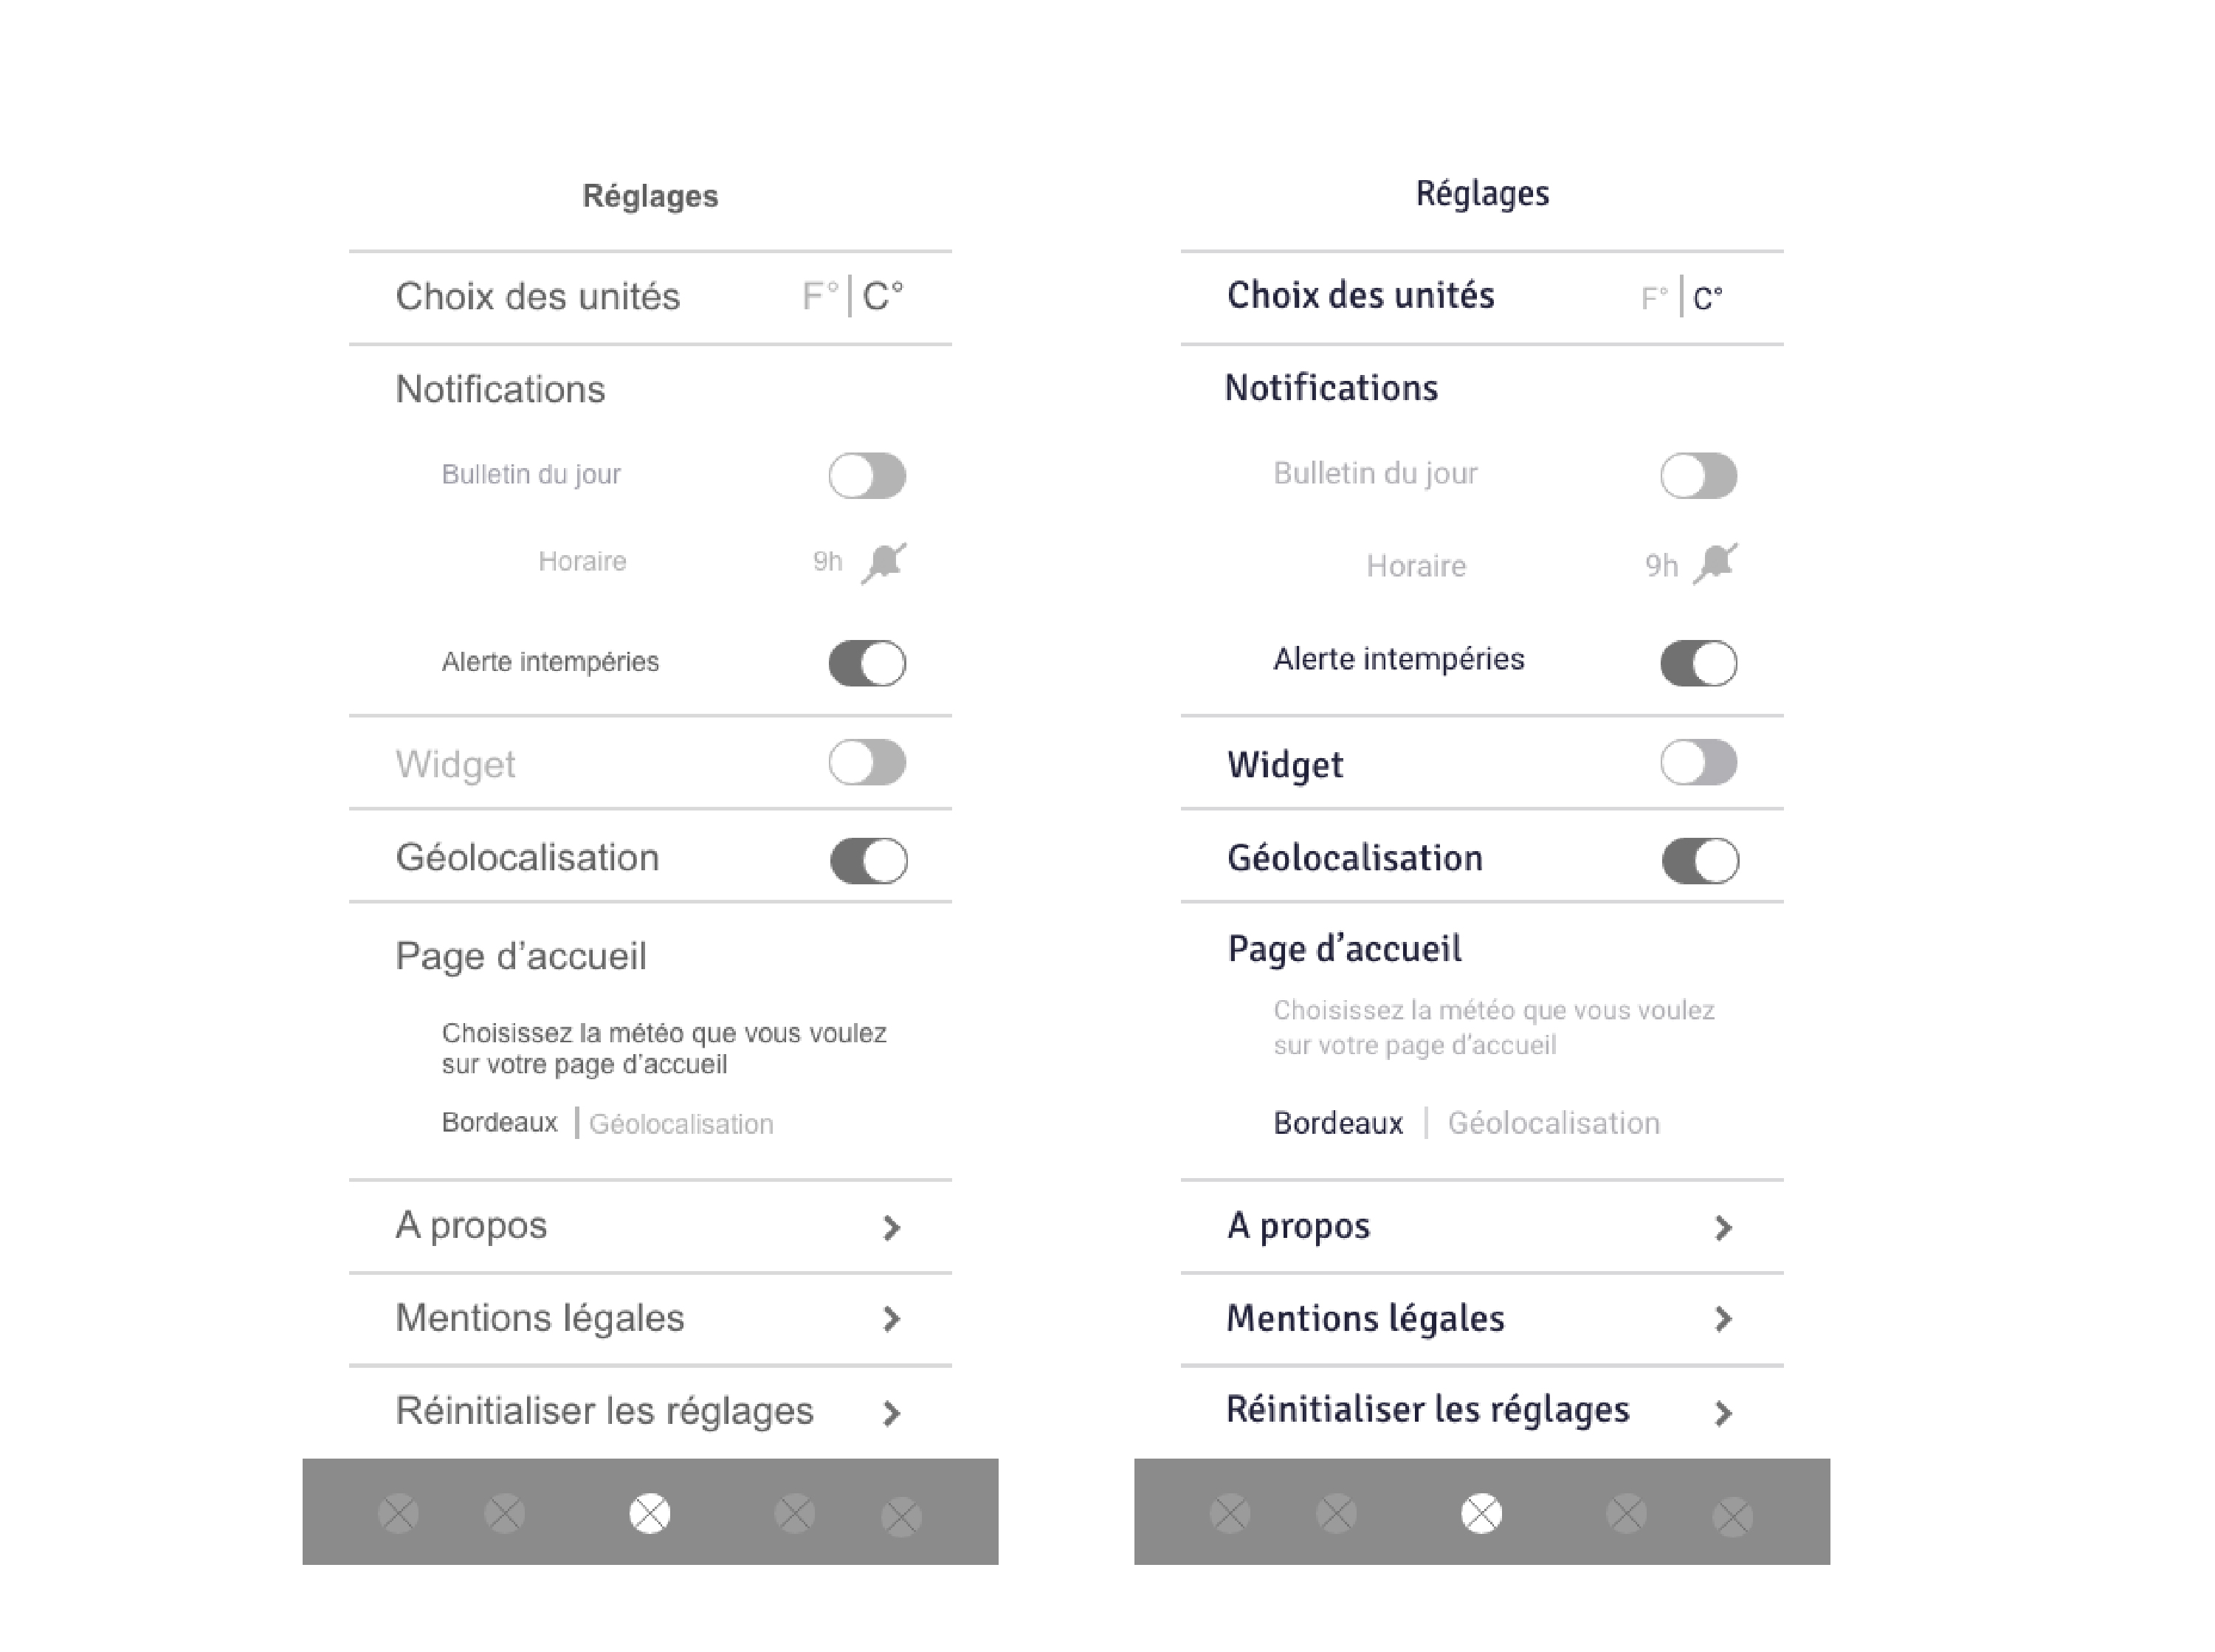 Réglages
Choix des unités F° | C°
Notifications
Bulletin du jour
Horaire 9h
Alerte intempéries
Widget
Géolocalisation
Page d’accueil
Choisissez la météo que vous voulez
sur votre page d’accueil
Bordeaux | Géolocalisation
A propos
Mentions légales
Réinitialiser les réglages
Réglages
Choix des unités F° | C°
Notifications
Bulletin du jour
Horaire 9h
Alerte intempéries
Widget
Géolocalisation
Page d’accueil
Choisissez la météo que vous voulez
sur votre page d’accueil
Bordeaux | Géolocalisation
A propos
Mentions légales
Réinitialiser les réglages